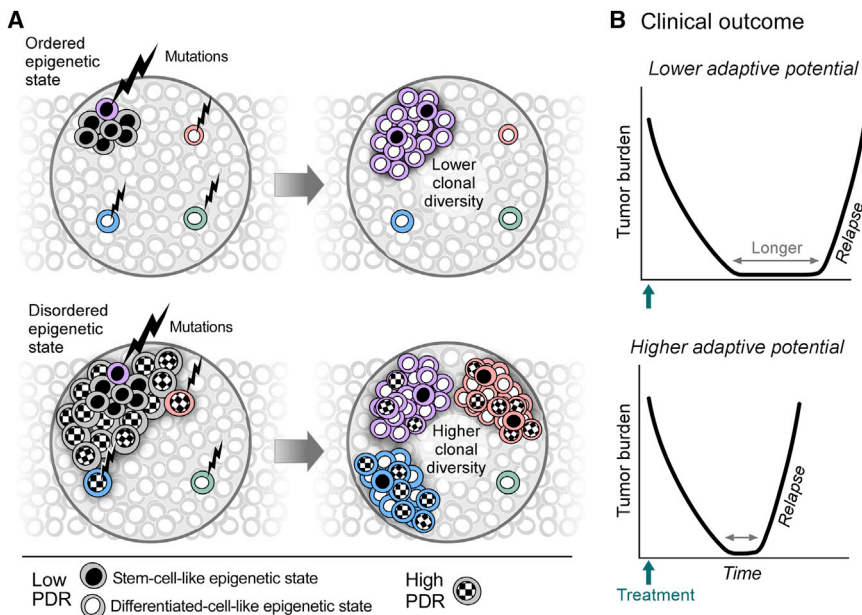 A
Ordered
epigenetic
state
Mutations
Lower
clonal
diversity
Disordered
epigenetic
state
Mutations
Higher
clonal
diversity
Low
PDR
Stem-cell-like epigenetic state
Differentiated-cell-like epigenetic state
High
PDR
B Clinical outcome
Lower adaptive potential
Tumor burden
Longer
Relapse
Higher adaptive potential
Tumor burden
Relapse
Time
Treatment